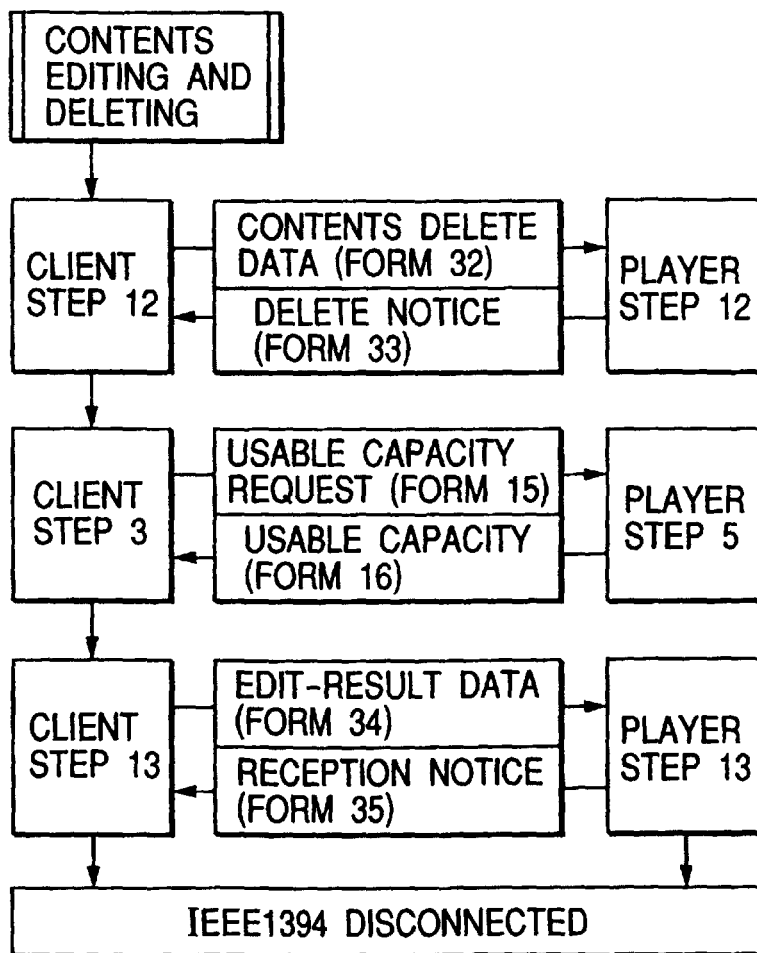 CONTENTS
EDITING AND
DELETING
CLIENT
STEP 12
CONTENTS DELETE
DATA (FORM 32)
DELETE NOTICE
(FORM 33)
PLAYER
STEP 12
CLIENT
STEP 3
USABLE CAPACITY
REQUEST (FORM 15)
USABLE CAPACITY
(FORM 16)
PLAYER
STEP 5
CLIENT
STEP 13
EDIT-RESULT DATA
(FORM 34)
RECEPTION NOTICE
(FORM 35)
PLAYER
STEP 13
IEEE1394 DISCONNECTED